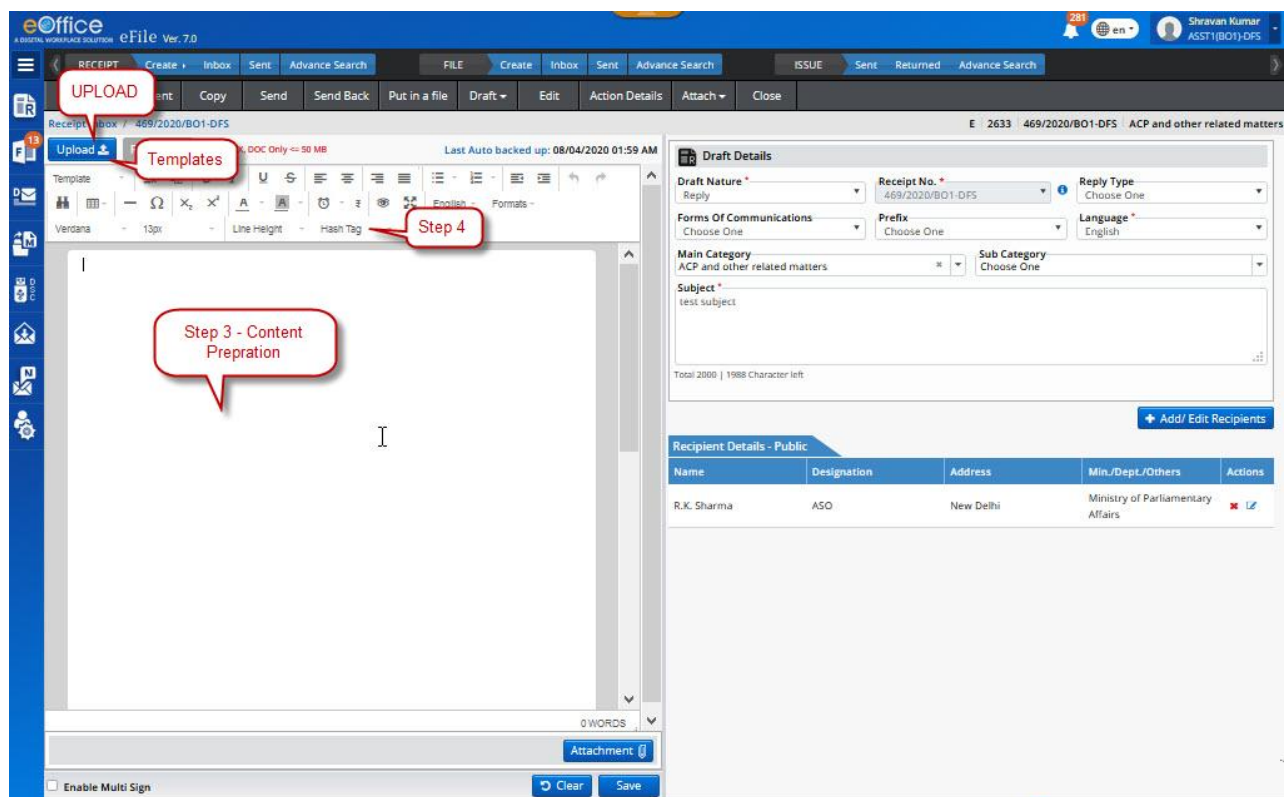 eOffice
A DIGITAL WORKPLACE SOLUTION
eFile Ver. 7.0
281
en
Shravan Kumar
ASST1(BO1)-DFS
RECEIPT Create Inbox Sent Advance Search
FILE Create Inbox Sent Advance Search
ISSUE Sent Returned Advance Search
UPLOAD
Copy Send Send Back Put in a file Draft Edit Action Details Attach Close
Receipt Inbox / 469/2020/BO1-DFS
E 2633 469/2020/BO1-DFS ACP and other related matters
13
Upload
Templates
DOC Only <= 50 MB
Last Auto backed up: 08/04/2020 01:59 AM
Template
English Formats
Verdana 13px Line Height Hash Tag
Step 4
Step 3 - Content
Prepration
0 WORDS
Attachment
Enable Multi Sign
Clear Save
Draft Details
Draft Nature * Receipt No. * Reply Type
Reply 469/2020/BO1-DFS Choose One
Forms Of Communications Prefix Language *
Choose One Choose One English
Main Category Sub Category
ACP and other related matters Choose One
Subject *
test subject
Total 2000 | 1988 Character left
+ Add/ Edit Recipients
Recipient Details - Public
Name Designation Address Min./Dept./Others Actions
R.K. Sharma ASO New Delhi Ministry of Parliamentary
Affairs
DSC